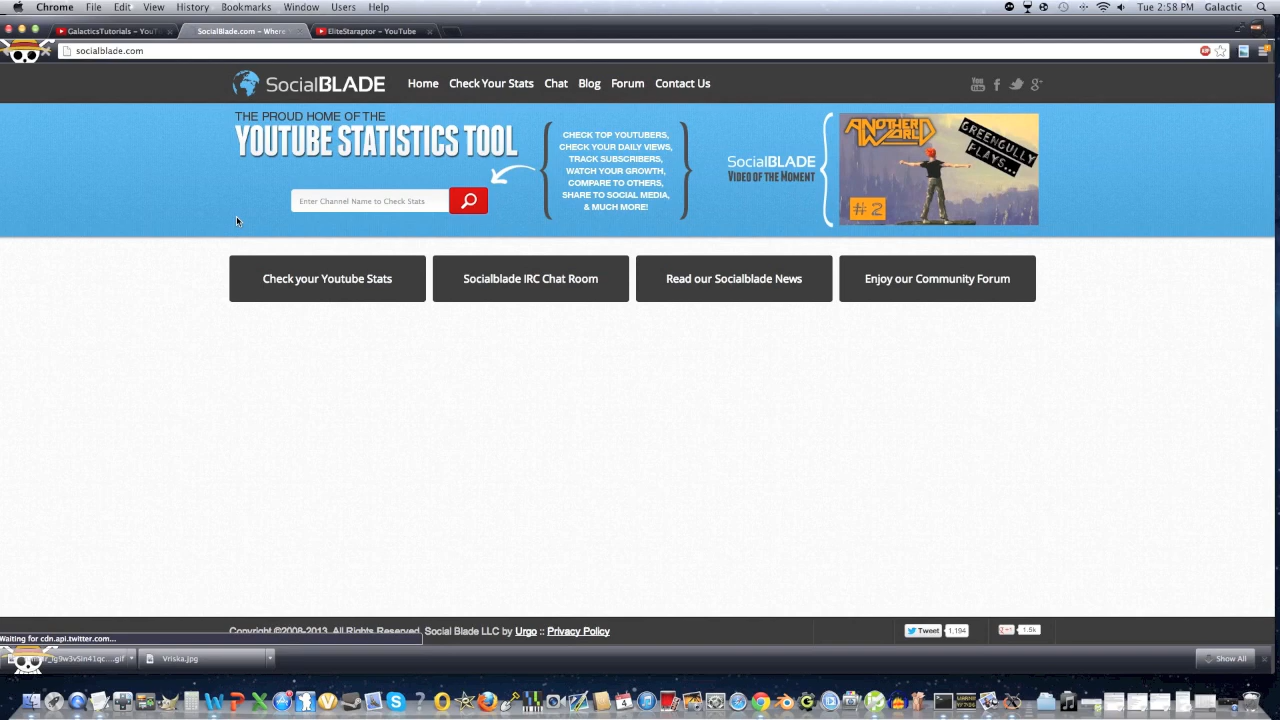 Chrome File Edit View History Bookmarks Window Users Help Tue 2:58 PM Galactic
GalacticsTutorials – YouT SocialBlade.com – Where EliteStaraptor – YouTube
socialblade.com
SocialBLADE Home Check Your Stats Chat Blog Forum Contact Us
THE PROUD HOME OF THE
YOUTUBE STATISTICS TOOL
Enter Channel Name to Check Stats
CHECK TOP YOUTUBERS,
CHECK YOUR DAILY VIEWS,
TRACK SUBSCRIBERS,
WATCH YOUR GROWTH,
COMPARE TO OTHERS,
SHARE TO SOCIAL MEDIA,
& MUCH MORE!
SocialBLADE
VIDEO OF THE MOMENT
ANOTHER
WORLD
GREENGULLY
PLAYS...
#2
Check your Youtube Stats Socialblade IRC Chat Room Read our Socialblade News Enjoy our Community Forum
Copyright ©2008-2013. All Rights Reserved. Social Blade LLC by Urgo :: Privacy Policy Tweet 1,194 +1 1.5k
Waiting for cdn.api.twitter.com...
Vriska.jpg Show All